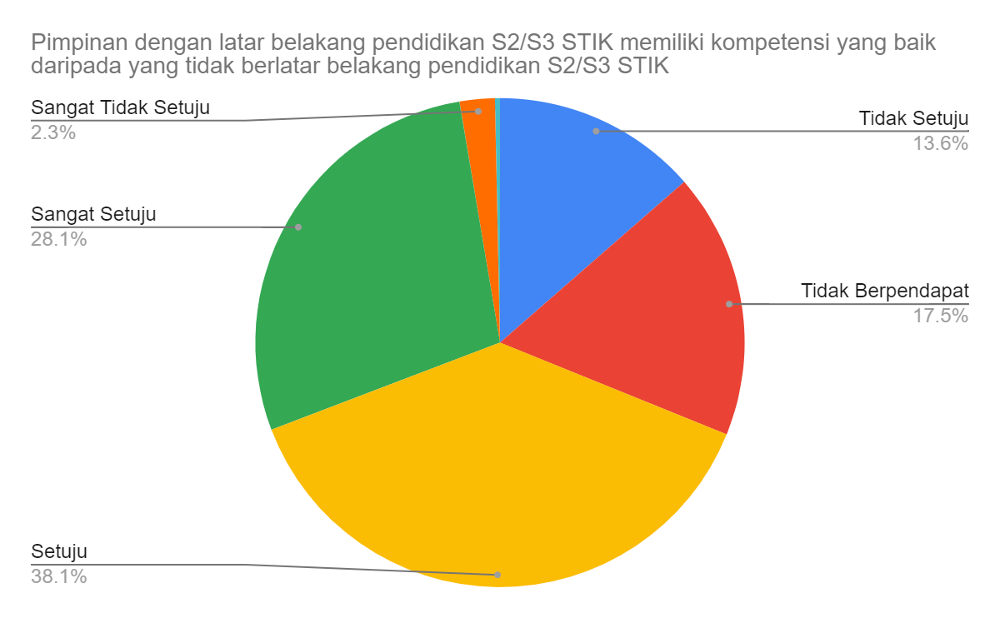 Pimpinan dengan latar belakang pendidikan S2/S3 STIK memiliki kompetensi yang baik
daripada yang tidak berlatar belakang pendidikan S2/S3 STIK
Sangat Tidak Setuju
2.3%
Tidak Setuju
13.6%
Sangat Setuju
28.1%
Tidak Berpendapat
17.5%
Setuju
38.1%